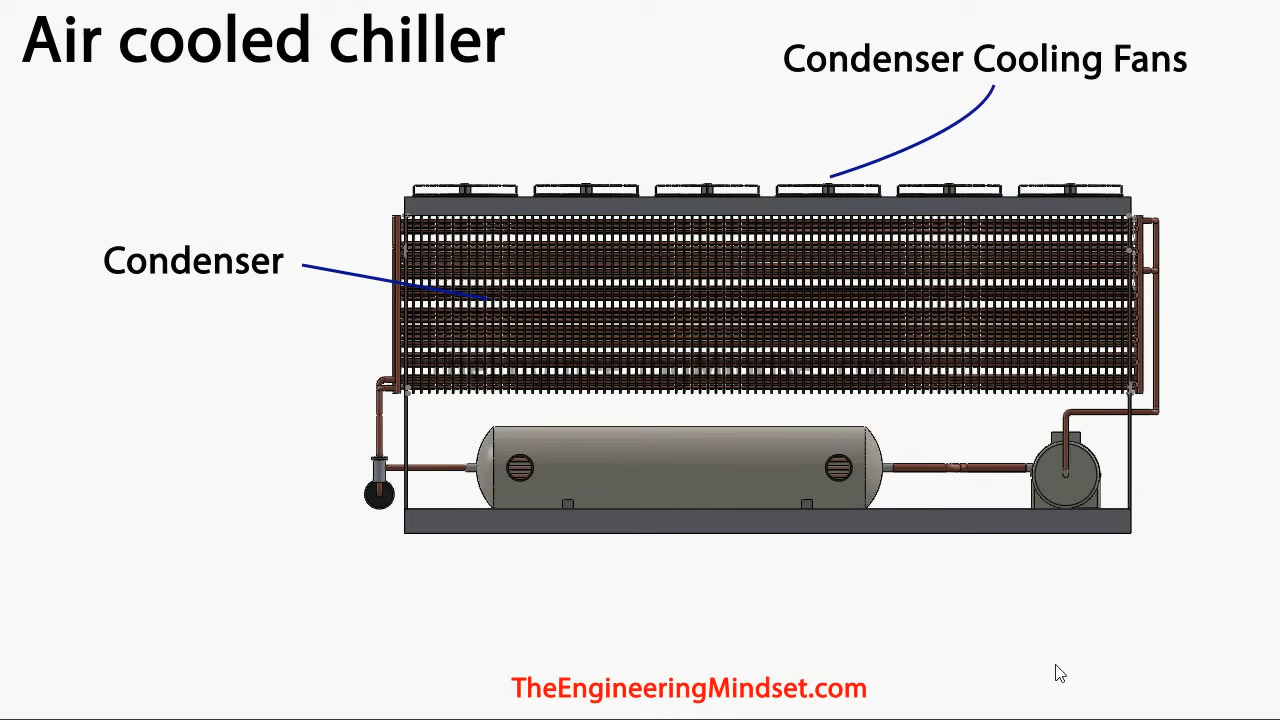 Air cooled chiller
Condenser Cooling Fans
Condenser
TheEngineeringMindset.com